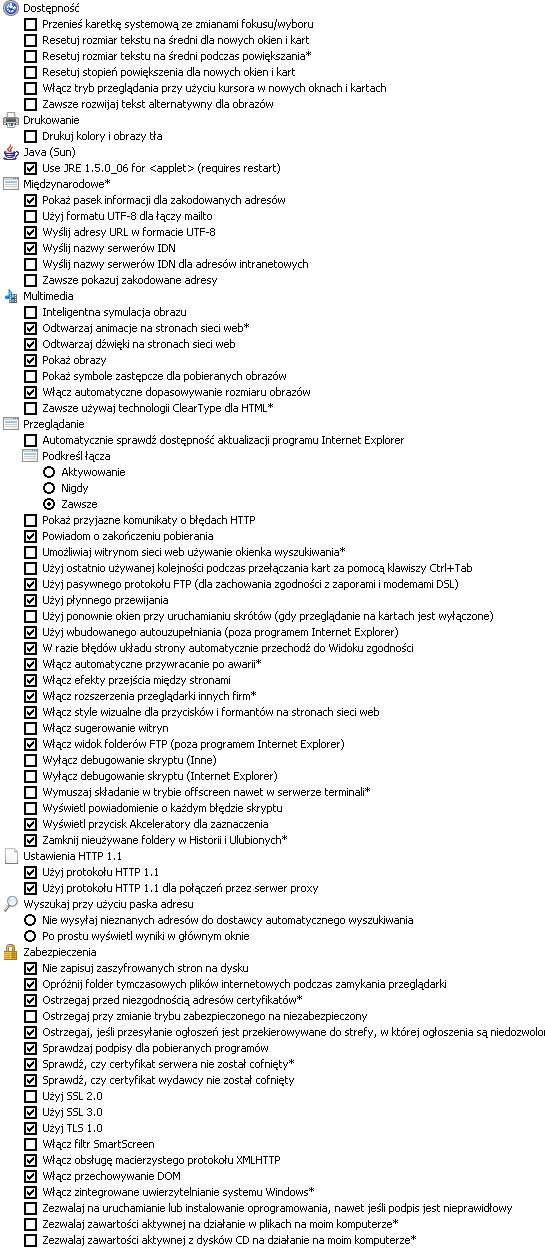 Dostępność
Przenieś karetkę systemową ze zmianami fokusu/wyboru
Resetuj rozmiar tekstu na średni dla nowych okien i kart
Resetuj rozmiar tekstu na średni podczas powiększania*
Resetuj stopień powiększenia dla nowych okien i kart
Włącz tryb przeglądania przy użyciu kursora w nowych oknach i kartach
Zawsze rozwijaj tekst alternatywny dla obrazów
Drukowanie
Drukuj kolory i obrazy tła
Java (Sun)
Use JRE 1.5.0_06 for <applet> (requires restart)
Międzynarodowe*
Pokaż pasek informacji dla zakodowanych adresów
Użyj formatu UTF-8 dla łączy mailto
Wyślij adresy URL w formacie UTF-8
Wyślij nazwy serwerów IDN
Wyślij nazwy serwerów IDN dla adresów intranetowych
Zawsze pokazuj zakodowane adresy
Multimedia
Inteligentna symulacja obrazu
Odtwarzaj animacje na stronach sieci web*
Odtwarzaj dźwięki na stronach sieci web
Pokaż obrazy
Pokaż symbole zastępcze dla pobieranych obrazów
Włącz automatyczne dopasowywanie rozmiaru obrazów
Zawsze używaj technologii ClearType dla HTML*
Przeglądanie
Automatycznie sprawdź dostępność aktualizacji programu Internet Explorer
Podkreśl łącza
Aktywowanie
Nigdy
Zawsze
Pokaż przyjazne komunikaty o błędach HTTP
Powiadom o zakończeniu pobierania
Umożliwiaj witrynom sieci web używanie okienka wyszukiwania*
Użyj ostatnio używanej kolejności podczas przełączania kart za pomocą klawiszy Ctrl+Tab
Użyj pasywnego protokołu FTP (dla zachowania zgodności z zaporami i modemami DSL)
Użyj płynnego przewijania
Użyj ponownie okien przy uruchamianiu skrótów (gdy przeglądanie na kartach jest wyłączone)
Użyj wbudowanego autouzupełniania (poza programem Internet Explorer)
W razie błędów układu strony automatycznie przechodź do Widoku zgodności
Włącz automatyczne przywracanie po awarii*
Włącz efekty przejścia między stronami
Włącz rozszerzenia przeglądarki innych firm*
Włącz style wizualne dla przycisków i formantów na stronach sieci web
Włącz sugerowanie witryn
Włącz widok folderów FTP (poza programem Internet Explorer)
Wyłącz debugowanie skryptu (Inne)
Wyłącz debugowanie skryptu (Internet Explorer)
Wymuszaj składanie w trybie offscreen nawet w serwerze terminali*
Wyświetl powiadomienie o każdym błędzie skryptu
Wyświetl przycisk Akceleratory dla zaznaczenia
Zamknij nieużywane foldery w Historii i Ulubionych*
Ustawienia HTTP 1.1
Użyj protokołu HTTP 1.1
Użyj protokołu HTTP 1.1 dla połączeń przez serwer proxy
Wyszukaj przy użyciu paska adresu
Nie wysyłaj nieznanych adresów do dostawcy automatycznego wyszukiwania
Po prostu wyświetl wyniki w głównym oknie
Zabezpieczenia
Nie zapisuj zaszyfrowanych stron na dysku
Opróżnij folder tymczasowych plików internetowych podczas zamykania przeglądarki
Ostrzegaj przed niezgodnością adresów certyfikatów*
Ostrzegaj przy zmianie trybu zabezpieczonego na niezabezpieczony
Ostrzegaj, jeśli przesyłanie ogłoszeń jest przekierowywane do strefy, w której ogłoszenia są niedozwolon
Sprawdzaj podpisy dla pobieranych programów
Sprawdź, czy certyfikat serwera nie został cofnięty*
Sprawdź, czy certyfikat wydawcy nie został cofnięty
Użyj SSL 2.0
Użyj SSL 3.0
Użyj TLS 1.0
Włącz filtr SmartScreen
Włącz obsługę macierzystego protokołu XMLHTTP
Włącz przechowywanie DOM
Włącz zintegrowane uwierzytelnianie systemu Windows*
Zezwalaj na uruchamianie lub instalowanie oprogramowania, nawet jeśli podpis jest nieprawidłowy
Zezwalaj zawartości aktywnej na działanie w plikach na moim komputerze*
Zezwalaj zawartości aktywnej z dysków CD na działanie na moim komputerze*